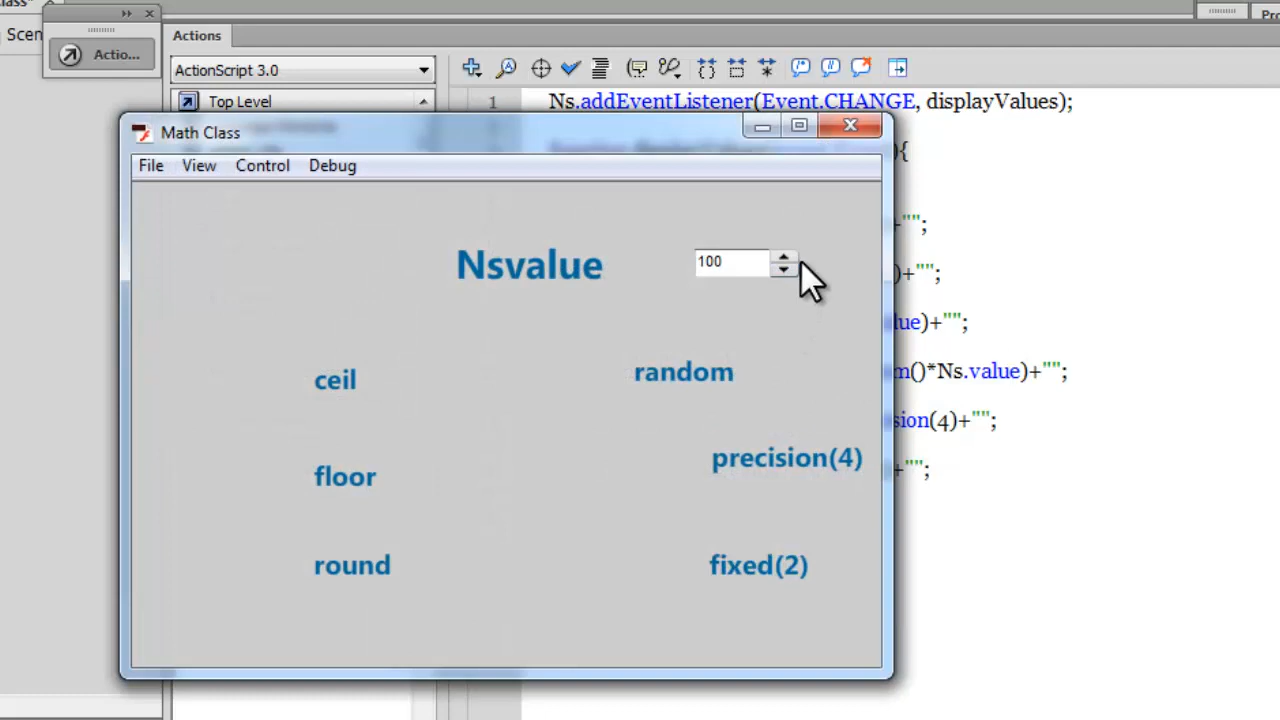 lass*
Scen
Actio...
Actions
ActionScript 3.0
Top Level
1
Ns.addEventListener(Event.CHANGE, displayValues);
){
+"";
)+"";
lue)+"";
m()*Ns.value)+"";
sion(4)+"";
+"";
Math Class
File View Control Debug
Nsvalue
100
ceil
random
floor
precision(4)
round
fixed(2)